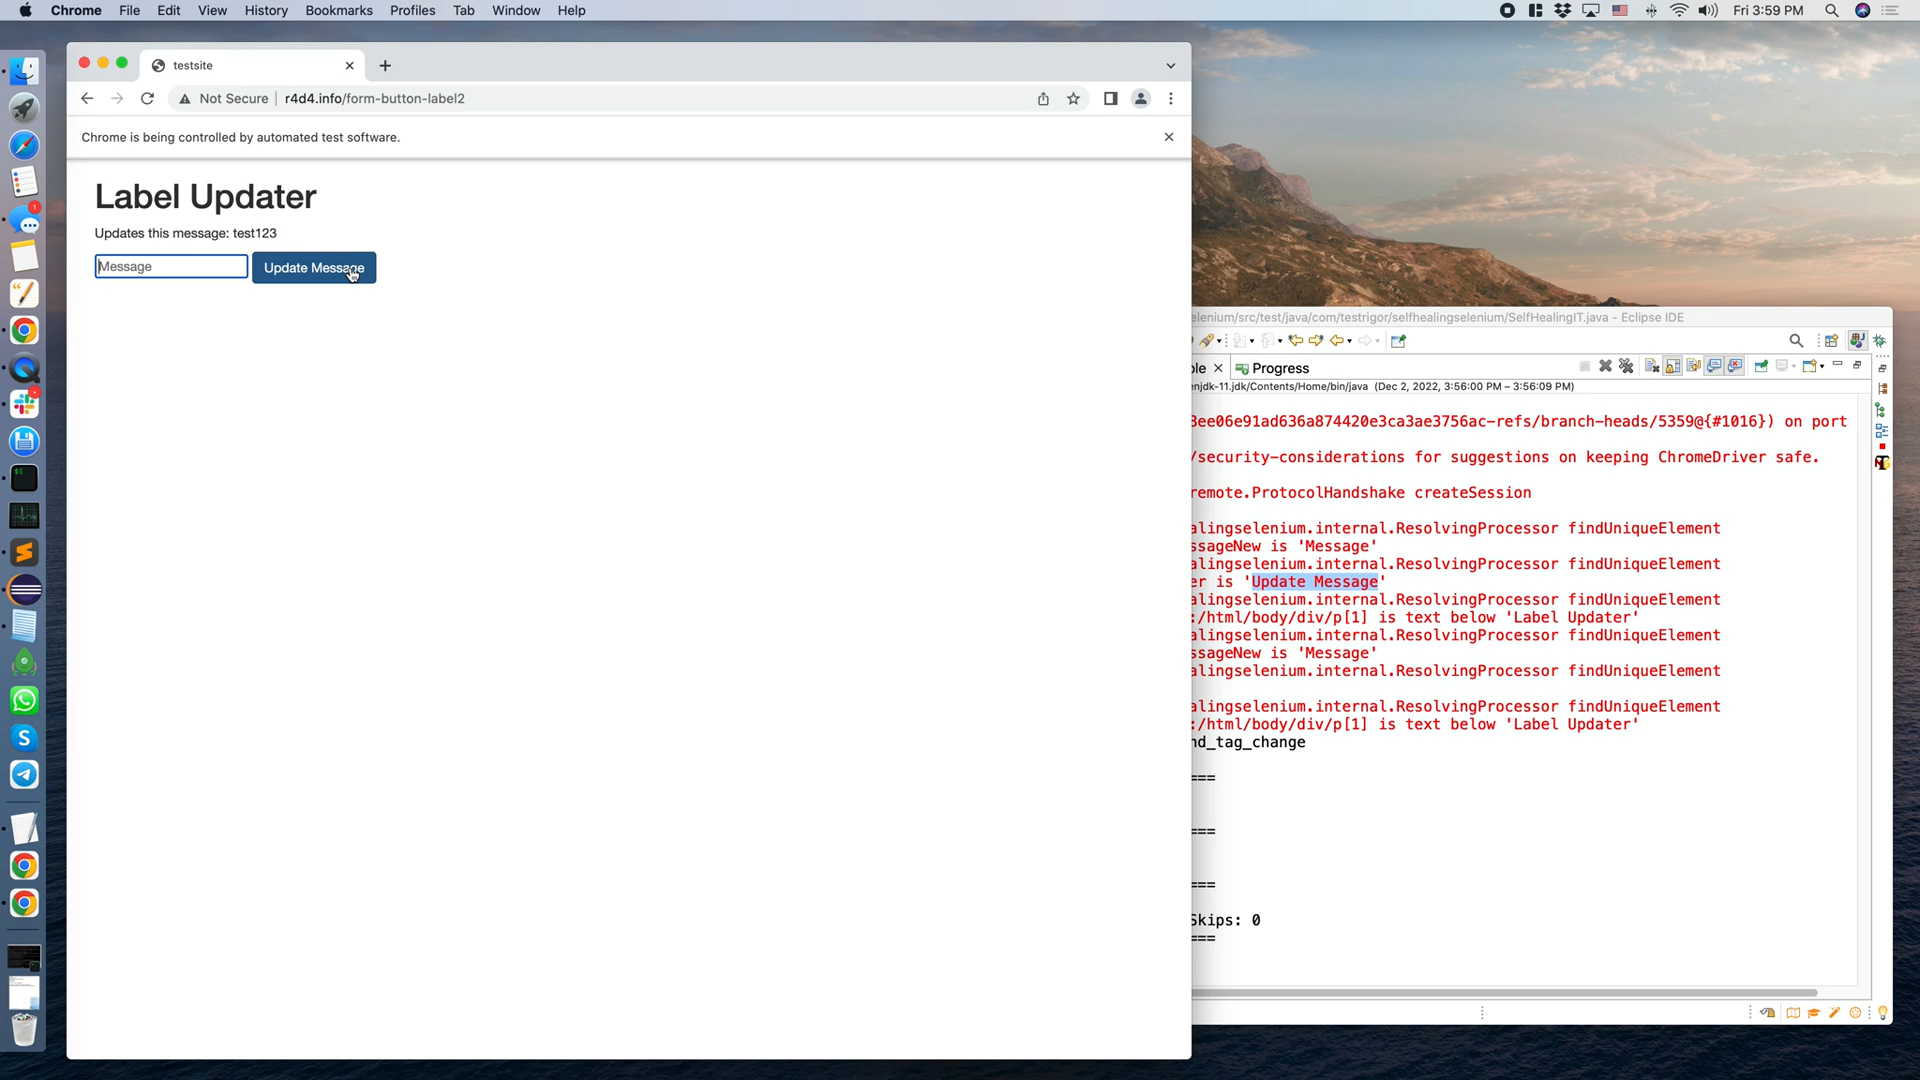 Chrome File Edit View History Bookmarks Profiles Tab Window Help Fri 3:59 PM
testsite
Not Secure r4d4.info/form-button-label2
Chrome is being controlled by automated test software.
Label Updater
Updates this message: test123
Message Update Message
elenium/src/test/java/com/testrigor/selfhealingselenium/SelfHealingIT.java - Eclipse IDE
ole Progress
enjdk-11.jdk/Contents/Home/bin/java (Dec 2, 2022, 3:56:00 PM – 3:56:09 PM)
3ee06e91ad636a874420e3ca3ae3756ac-refs/branch-heads/5359@{#1016}) on port
/security-considerations for suggestions on keeping ChromeDriver safe.
remote.ProtocolHandshake createSession
alingselenium.internal.ResolvingProcessor findUniqueElement
ssageNew is 'Message'
alingselenium.internal.ResolvingProcessor findUniqueElement
er is 'Update Message'
alingselenium.internal.ResolvingProcessor findUniqueElement
:/html/body/div/p[1] is text below 'Label Updater'
alingselenium.internal.ResolvingProcessor findUniqueElement
ssageNew is 'Message'
alingselenium.internal.ResolvingProcessor findUniqueElement
alingselenium.internal.ResolvingProcessor findUniqueElement
:/html/body/div/p[1] is text below 'Label Updater'
nd_tag_change
===
===
===
Skips: 0
===